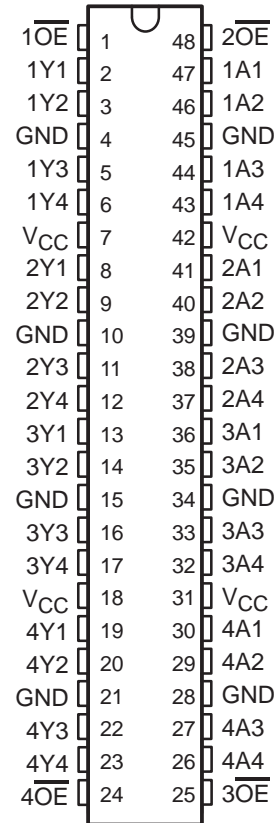 1O̅E̅ 1 48 2O̅E̅
1Y1 2 47 1A1
1Y2 3 46 1A2
GND 4 45 GND
1Y3 5 44 1A3
1Y4 6 43 1A4
VCC 7 42 VCC
2Y1 8 41 2A1
2Y2 9 40 2A2
GND 10 39 GND
2Y3 11 38 2A3
2Y4 12 37 2A4
3Y1 13 36 3A1
3Y2 14 35 3A2
GND 15 34 GND
3Y3 16 33 3A3
3Y4 17 32 3A4
VCC 18 31 VCC
4Y1 19 30 4A1
4Y2 20 29 4A2
GND 21 28 GND
4Y3 22 27 4A3
4Y4 23 26 4A4
4O̅E̅ 24 25 3O̅E̅